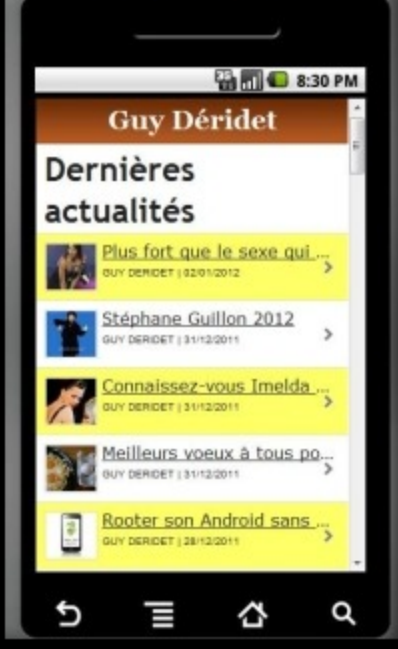 8:30 PM
Guy Déridet
Dernières
actualités
Plus fort que le sexe qui ...
GUY DERIDET | 02/01/2012
Stéphane Guillon 2012
GUY DERIDET | 31/12/2011
Connaissez-vous Imelda ...
GUY DERIDET | 31/12/2011
Meilleurs voeux à tous po...
GUY DERIDET | 31/12/2011
Rooter son Android sans ...
GUY DERIDET | 28/12/2011